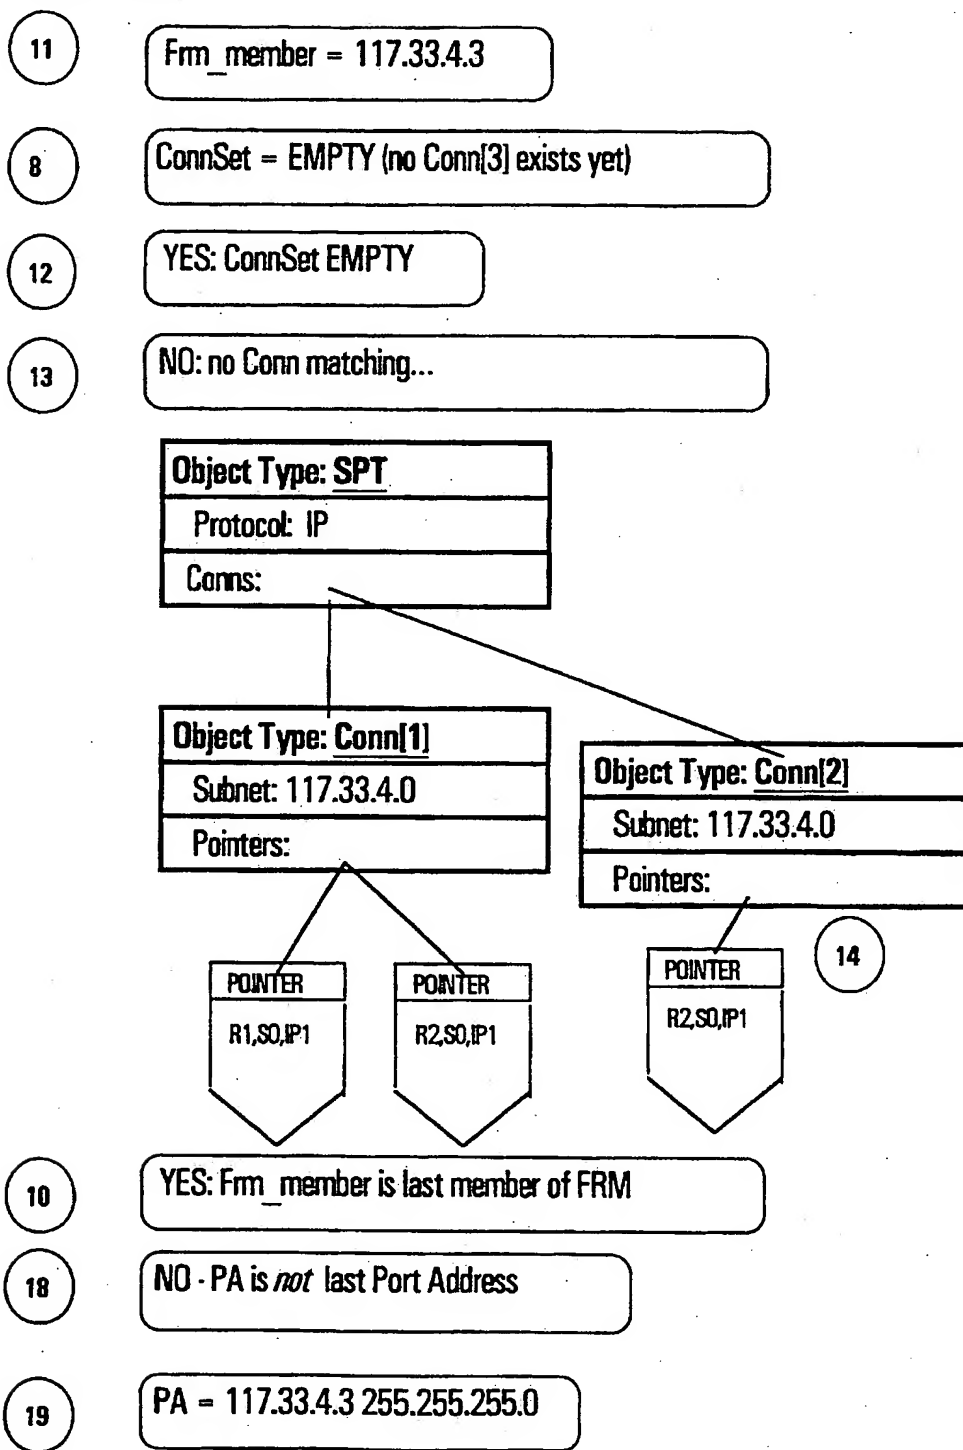 11
Frm_member = 117.33.4.3
8
ConnSet = EMPTY (no Conn[3] exists yet)
12
YES: ConnSet EMPTY
13
NO: no Conn matching...
Object Type: SPT
Protocol: IP
Conns:
Object Type: Conn[1]
Subnet: 117.33.4.0
Pointers:
Object Type: Conn[2]
Subnet: 117.33.4.0
Pointers:
14
POINTER
R1,S0,IP1
POINTER
R2,S0,IP1
POINTER
R2,S0,IP1
10
YES: Frm_member is last member of FRM
18
NO - PA is not last Port Address
19
PA = 117.33.4.3 255.255.255.0